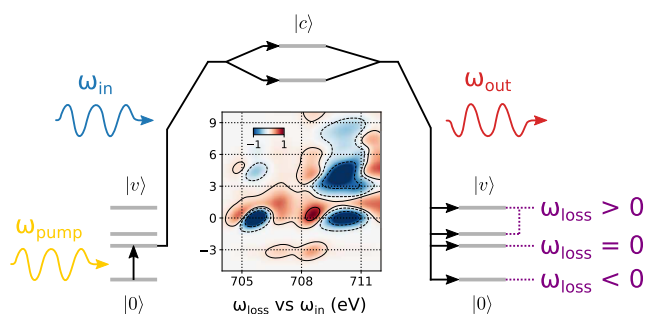 |c⟩
ω_in
ω_out
9
6
3
0
−3
−1 1
705 708 711
ω_loss vs ω_in (eV)
|v⟩
ω_pump
|0⟩
|v⟩
ω_loss > 0
ω_loss = 0
ω_loss < 0
|0⟩